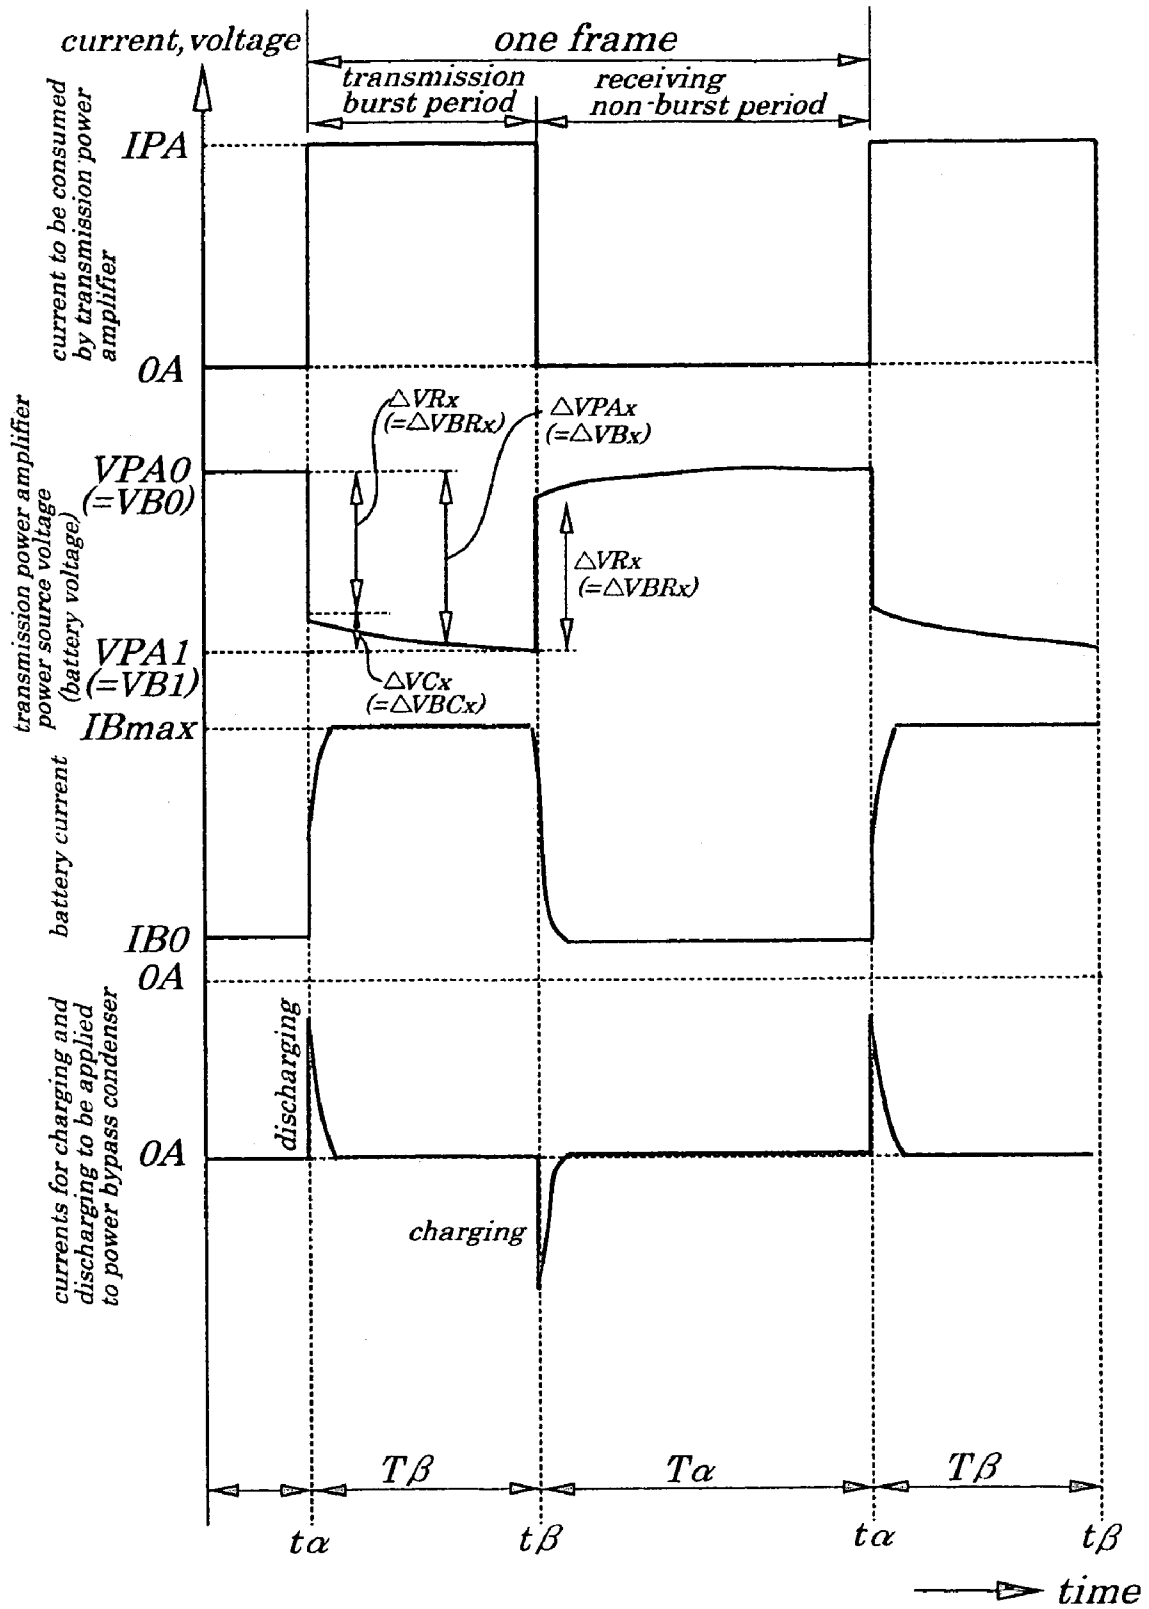 current, voltage
one frame
transmission
burst period
receiving
non-burst period
current to be consumed
by transmission power
amplifier
IPA
0A
△VRx
(=△VBRx)
△VPAx
(=△VBx)
transmission power amplifier
power source voltage
(battery voltage)
VPA0
(=VB0)
△VRx
(=△VBRx)
VPA1
(=VB1)
△VCx
(=△VBCx)
IBmax
battery current
IB0
0A
currents for charging and
discharging to be applied
to power bypass condenser
discharging
0A
charging
Tβ
Tα
Tβ
tα
tβ
tα
tβ
time